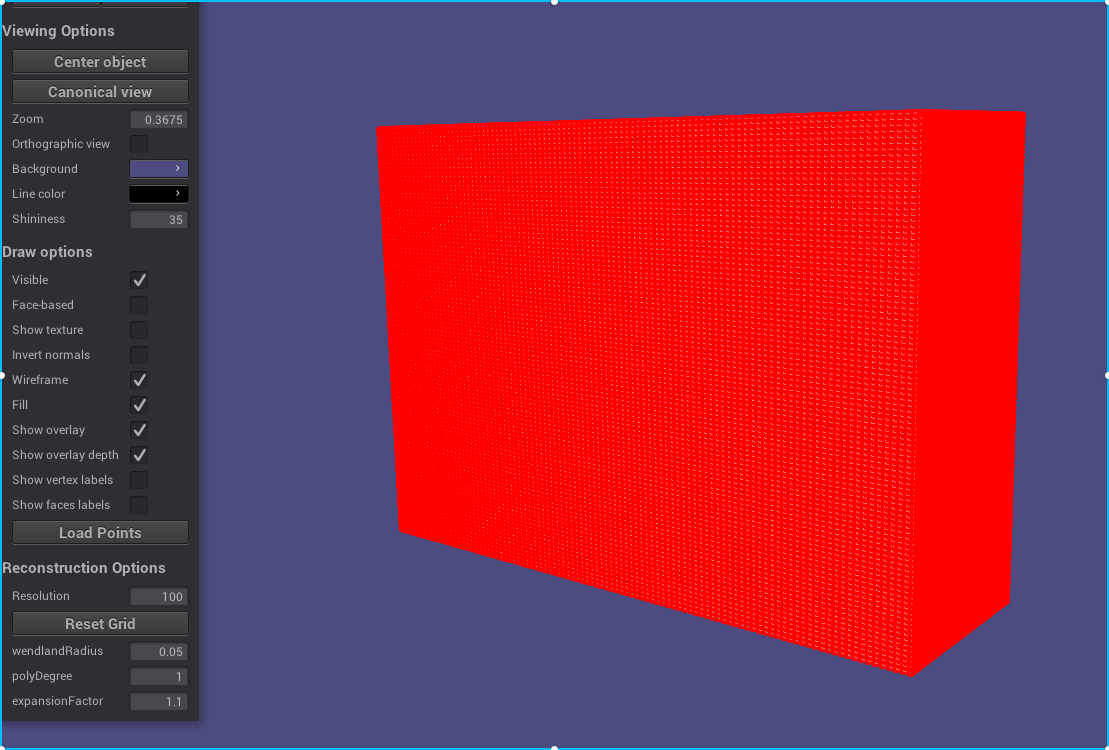 Viewing Options
Center object
Canonical view
Zoom 0.3675
Orthographic view
Background
Line color
Shininess 35
Draw options
Visible
Face-based
Show texture
Invert normals
Wireframe
Fill
Show overlay
Show overlay depth
Show vertex labels
Show faces labels
Load Points
Reconstruction Options
Resolution 100
Reset Grid
wendlandRadius 0.05
polyDegree 1
expansionFactor 1.1